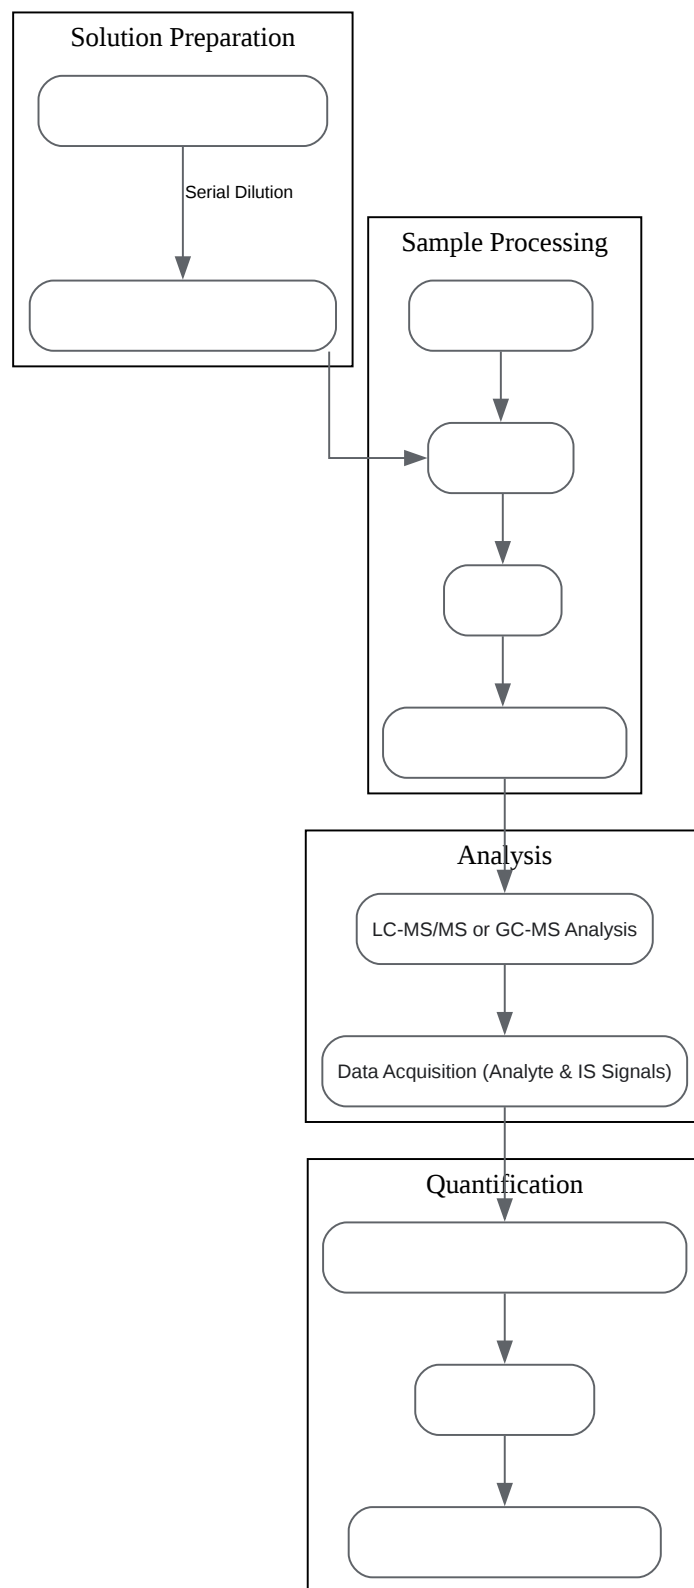 Solution Preparation
Serial Dilution
Sample Processing
Analysis
LC-MS/MS or GC-MS Analysis
Data Acquisition (Analyte & IS Signals)
Quantification